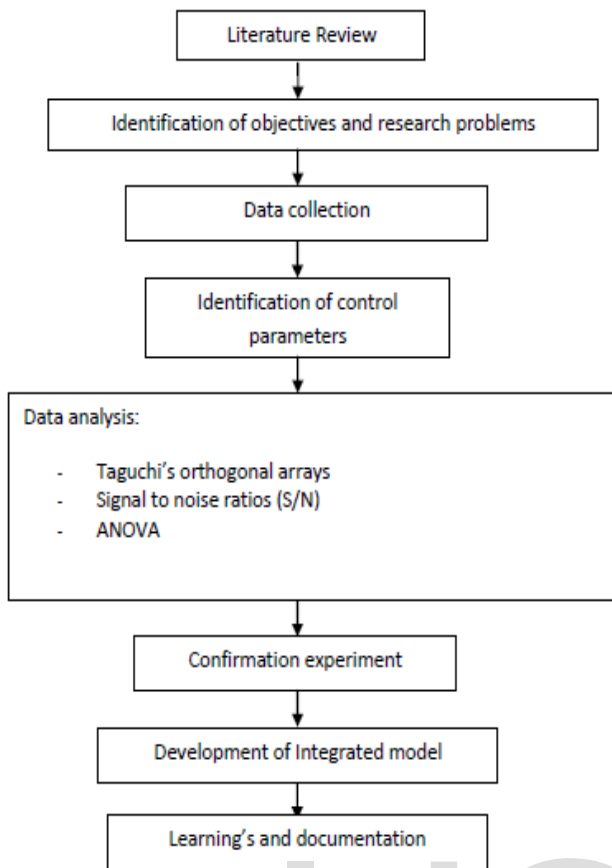 Literature Review
Identification of objectives and research problems
Data collection
Identification of control
parameters
Data analysis:
- Taguchi's orthogonal arrays
- Signal to noise ratios (S/N)
- ANOVA
Confirmation experiment
Development of Integrated model
Learning's and documentation